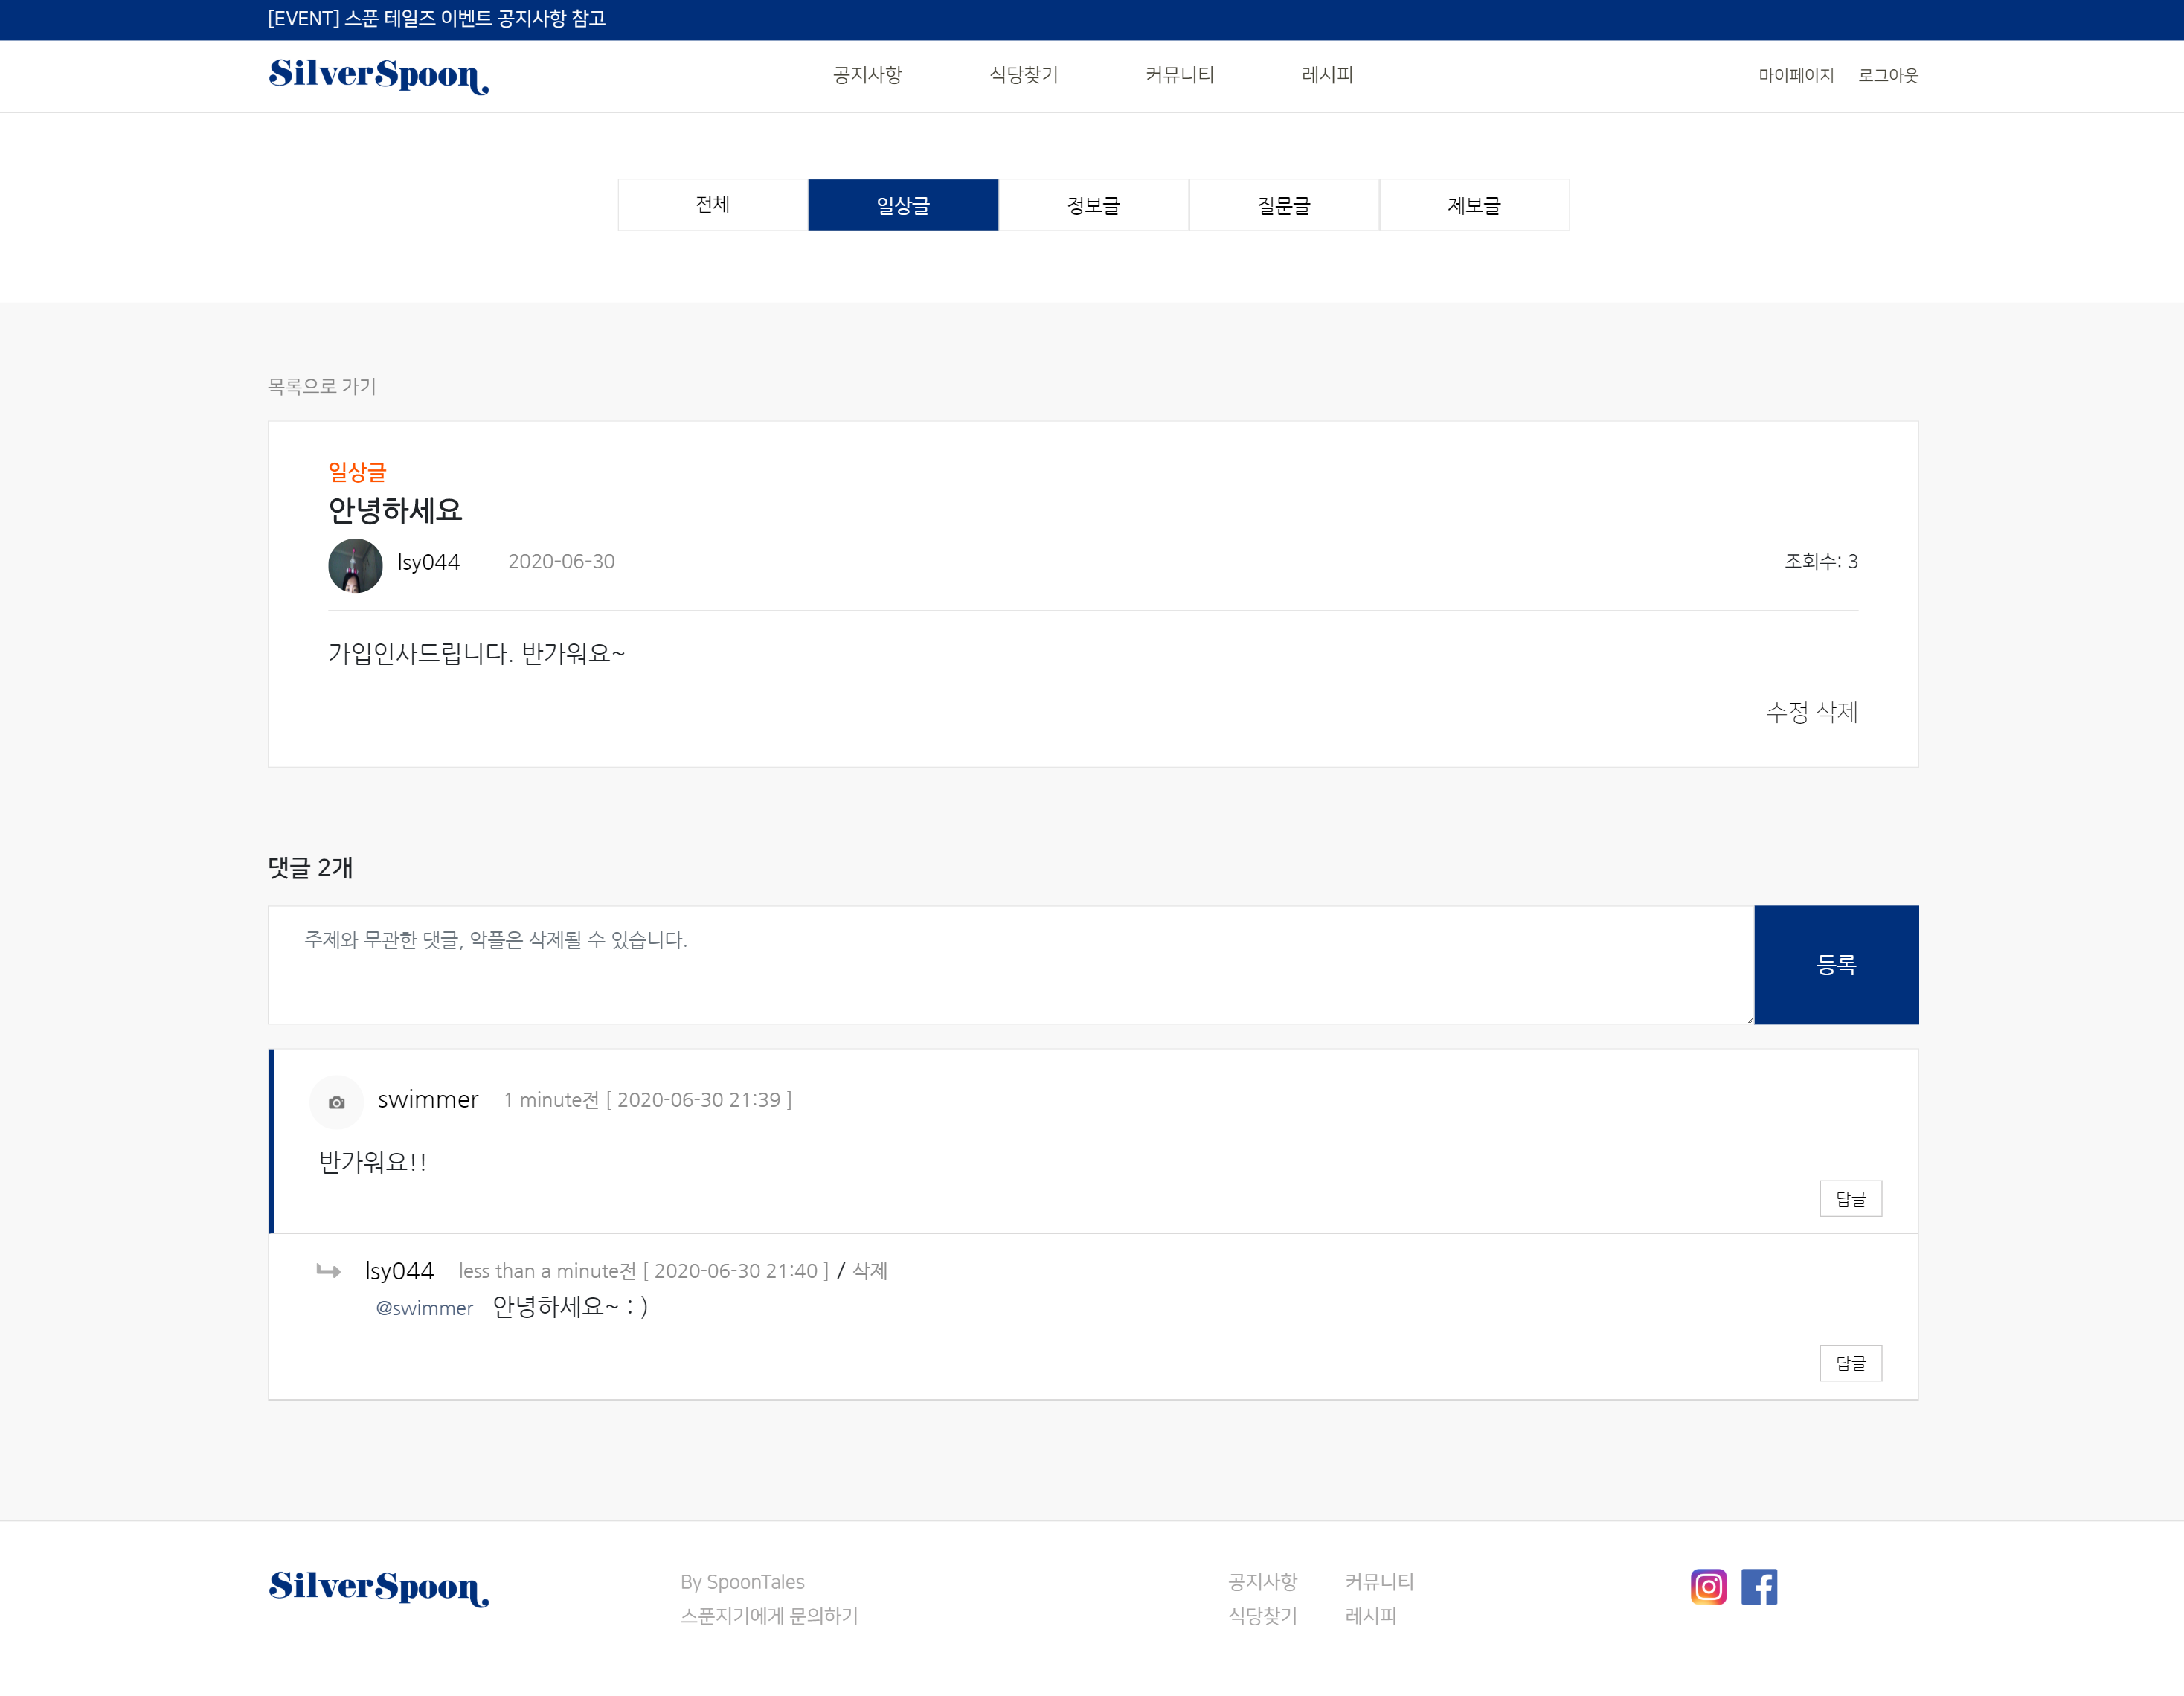 [EVENT] 스푼 테일즈 이벤트 공지사항 참고
SilverSpoon 공지사항 식당찾기 커뮤니티 레시피 마이페이지 로그아웃
전체 일상글 정보글 질문글 제보글
목록으로 가기
일상글
안녕하세요
lsy044 2020-06-30 조회수: 3
가입인사드립니다. 반가워요~
수정 삭제
댓글 2개
주제와 무관한 댓글, 악플은 삭제될 수 있습니다.
등록
swimmer 1 minute전 [ 2020-06-30 21:39 ]
반가워요!!
답글
lsy044 less than a minute전 [ 2020-06-30 21:40 ] / 삭제
@swimmer 안녕하세요~ : )
답글
SilverSpoon By SpoonTales 공지사항 커뮤니티
스푼지기에게 문의하기 식당찾기 레시피